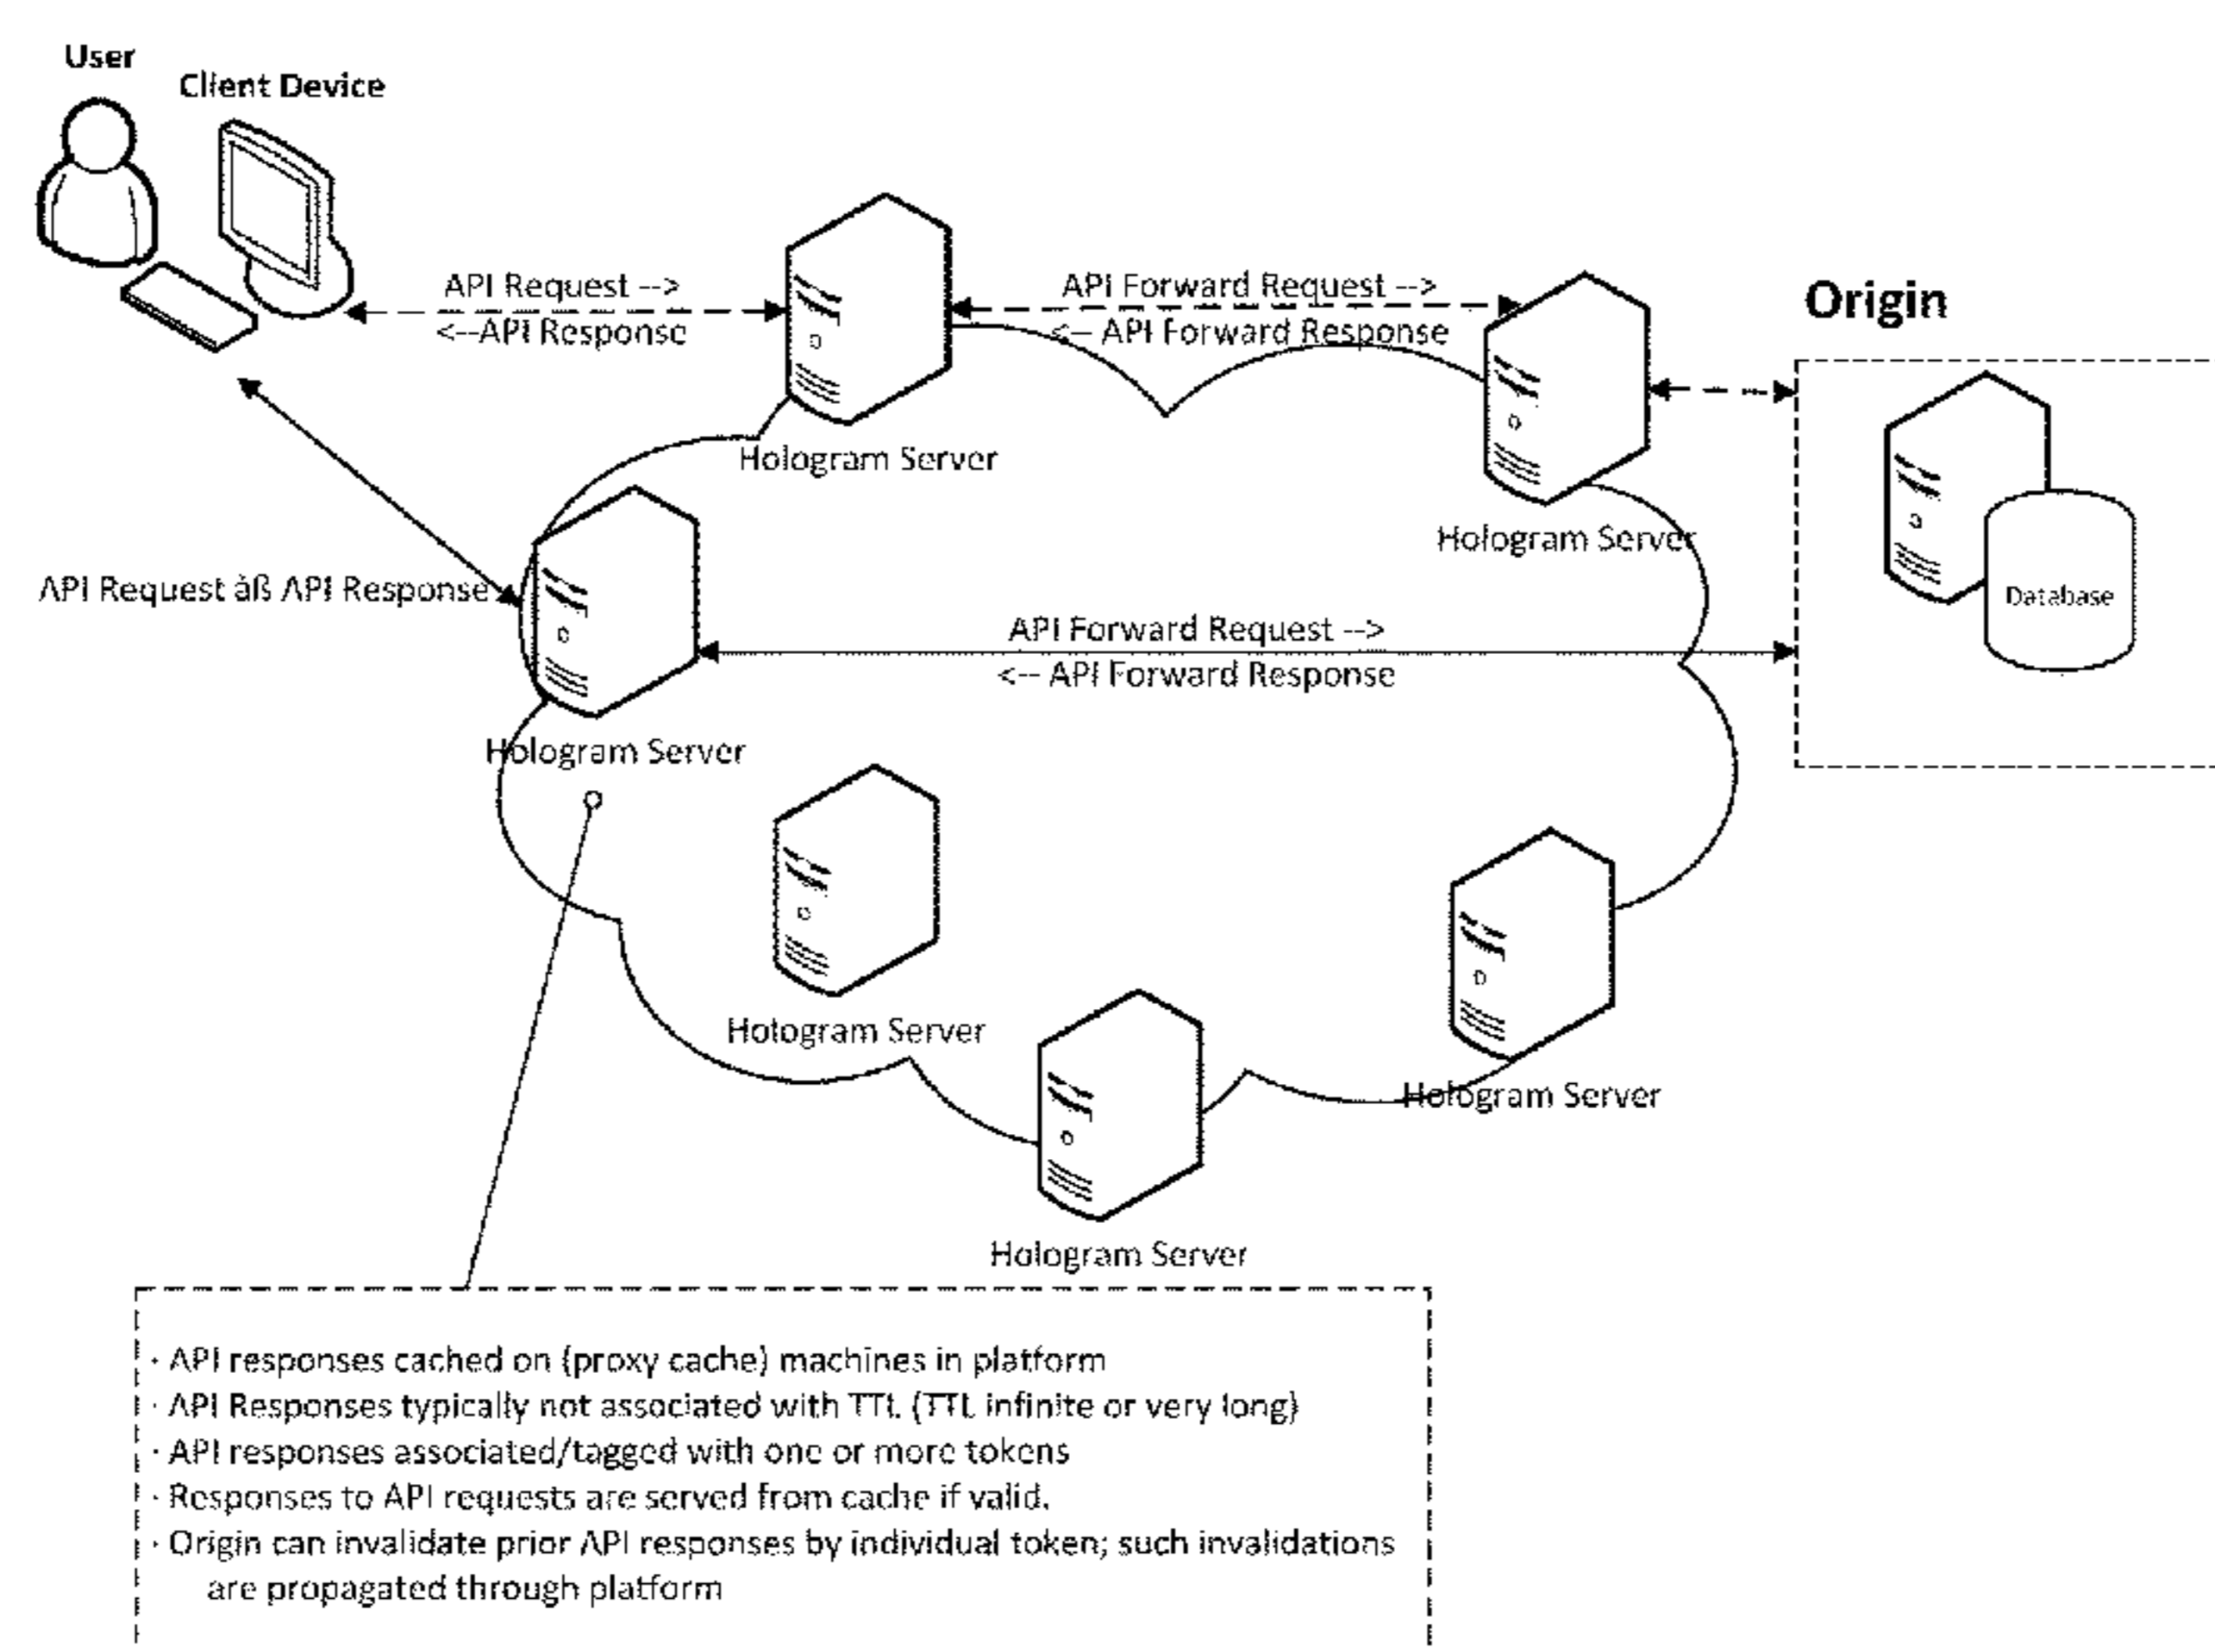 User
Client Device
API Request -->
<--API Response
API Forward Request -->
<-- API Forward Response
Origin
Hologram Server
Hologram Server
Database
API Request àß API Response
API Forward Request -->
<-- API Forward Response
Hologram Server
Hologram Server
Hologram Server
Hologram Server
· API responses cached on (proxy cache) machines in platform
· API Responses typically not associated with TTL (TTL infinite or very long)
· API responses associated/tagged with one or more tokens
· Responses to API requests are served from cache if valid.
· Origin can invalidate prior API responses by individual token; such invalidations
are propagated through platform